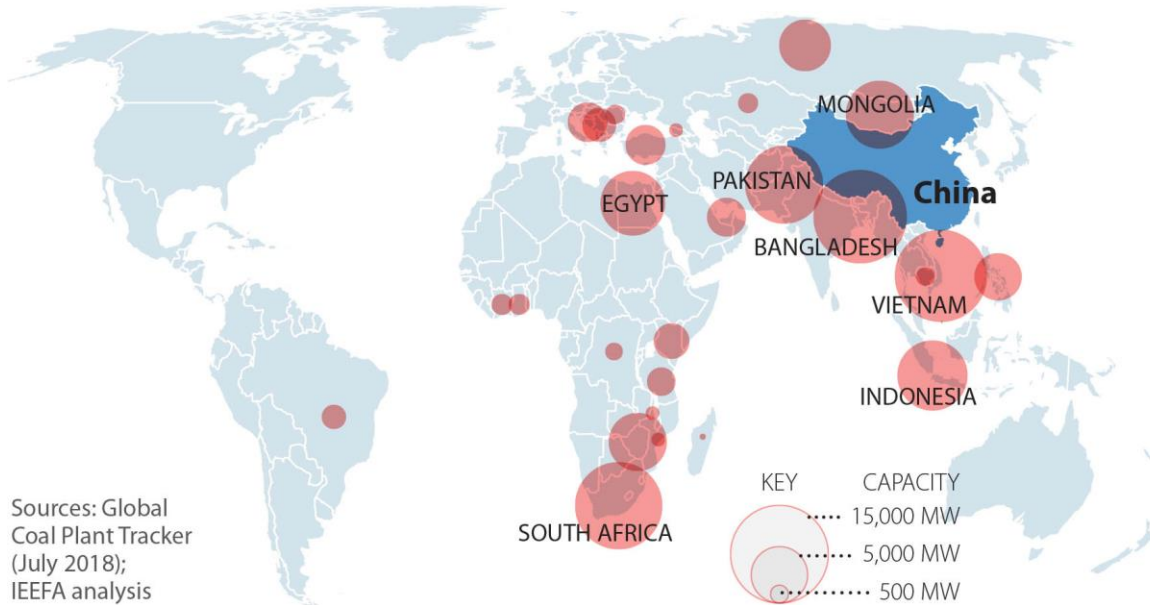 MONGOLIA
PAKISTAN
China
EGYPT
BANGLADESH
VIETNAM
INDONESIA
SOUTH AFRICA
Sources: Global
Coal Plant Tracker
(July 2018);
IEEFA analysis
KEY CAPACITY
15,000 MW
5,000 MW
500 MW